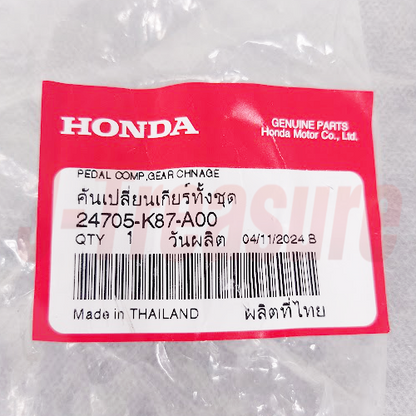 HONDA
GENUINE PARTS
Honda Motor Co., Ltd.
PEDAL COMP,GEAR CHNAGE
คันเปลี่ยนเกียร์ทั้งชุด
24705-K87-A00
QTY 1 วันผลิต 04/11/2024 B
Made in THAILAND ผลิตที่ไทย
J-Treasure